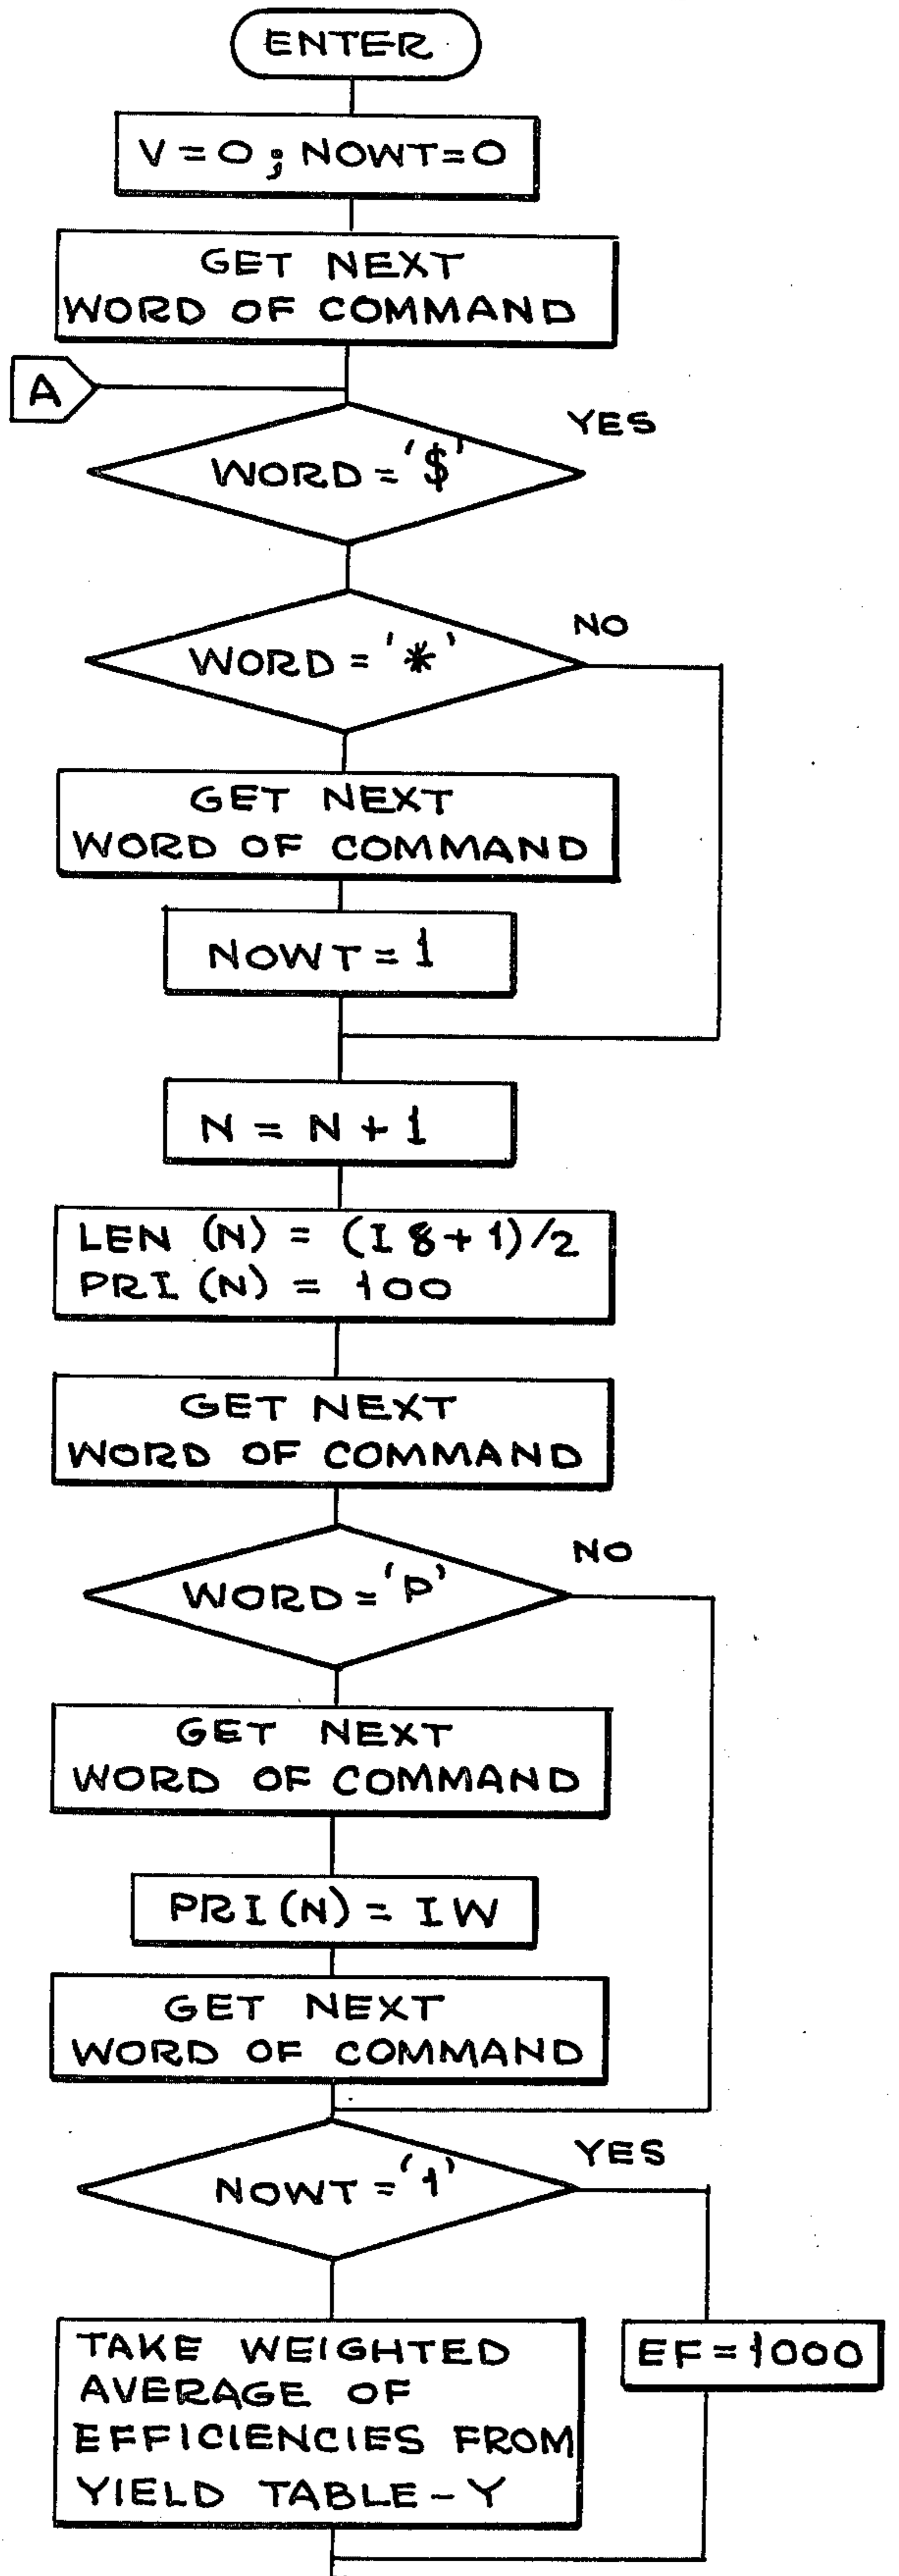 ENTER
V = 0 ; NOWT = 0
GET NEXT
WORD OF COMMAND
A
YES
WORD = '$'
NO
WORD = '*'
GET NEXT
WORD OF COMMAND
NOWT = 1
N = N + 1
LEN (N) = (I8+1)/2
PRI (N) = 100
GET NEXT
WORD OF COMMAND
NO
WORD = 'P'
GET NEXT
WORD OF COMMAND
PRI(N) = IW
GET NEXT
WORD OF COMMAND
YES
NOWT = '1'
TAKE WEIGHTED
AVERAGE OF
EFFICIENCIES FROM
YIELD TABLE - Y
EF = 1000